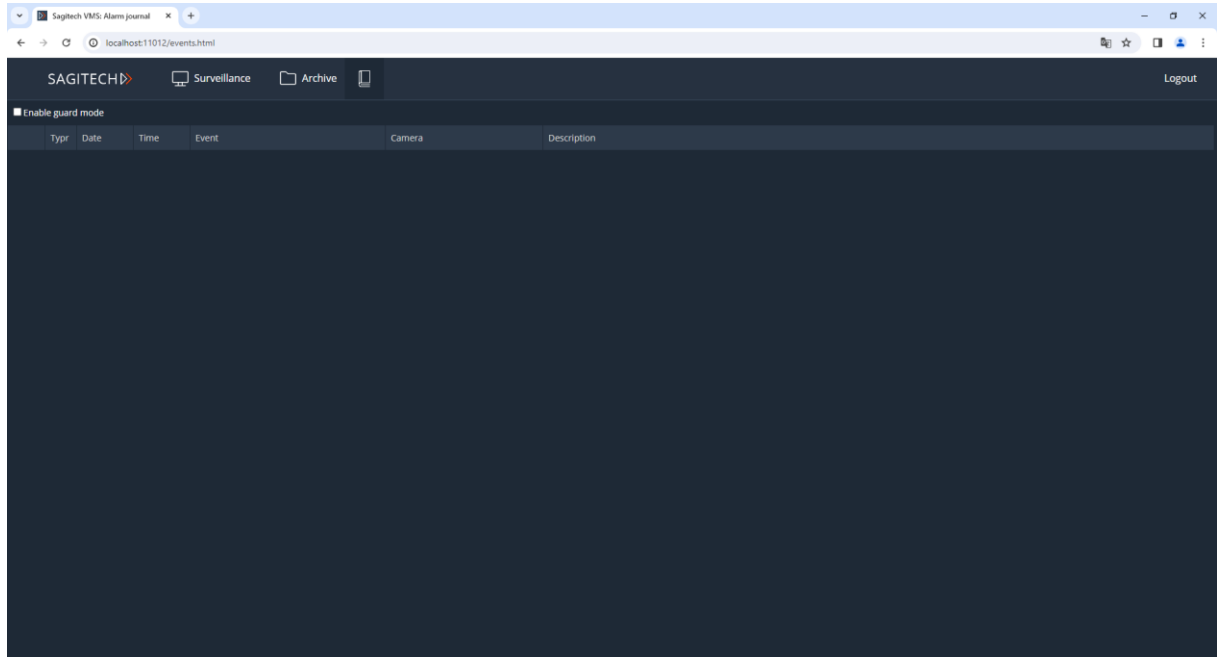 Sagitech VMS: Alarm journal
localhost:11012/events.html
SAGITECH Surveillance Archive Logout
Enable guard mode
Typr Date Time Event Camera Description